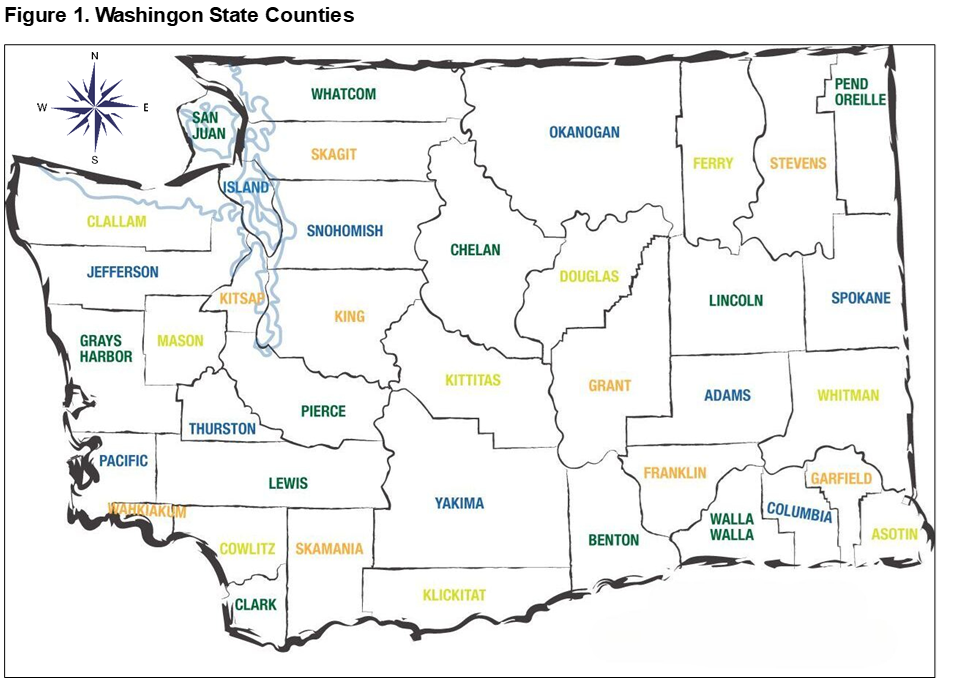 Figure 1. Washingon State Counties
N
W
E
S
WHATCOM
PEND
OREILLE
SAN
JUAN
OKANOGAN
SKAGIT
FERRY
STEVENS
ISLAND
CLALLAM
SNOHOMISH
CHELAN
JEFFERSON
DOUGLAS
KITSAP
LINCOLN
SPOKANE
KING
GRAYS
HARBOR
MASON
KITTITAS
GRANT
ADAMS
WHITMAN
PIERCE
THURSTON
PACIFIC
LEWIS
FRANKLIN
GARFIELD
YAKIMA
WAHKIAKUM
COLUMBIA
WALLA
WALLA
ASOTIN
BENTON
COWLITZ
SKAMANIA
KLICKITAT
CLARK